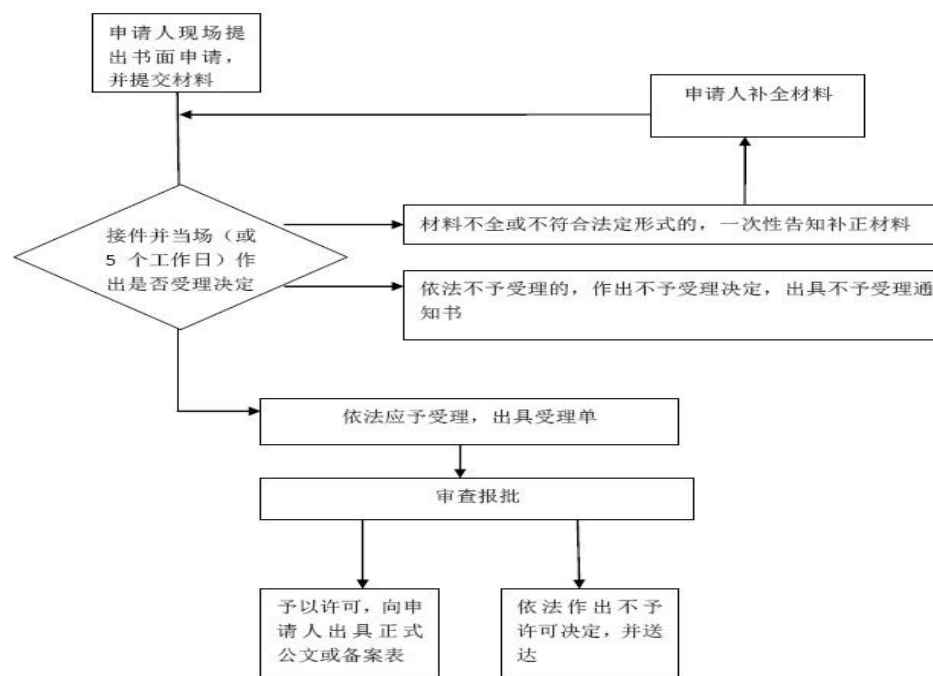 申请人现场提
出书面申请，
并提交材料
申请人补全材料
材料不全或不符合法定形式的，一次性告知补正材料
接件并当场（或
5 个工作日）作
出是否受理决定
依法不予受理的，作出不予受理决定，出具不予受理通
知书
依法应予受理，出具受理单
审查报批
予以许可，向申
请人出具正式
公文或备案表
依法作出不予
许可决定，并送
达